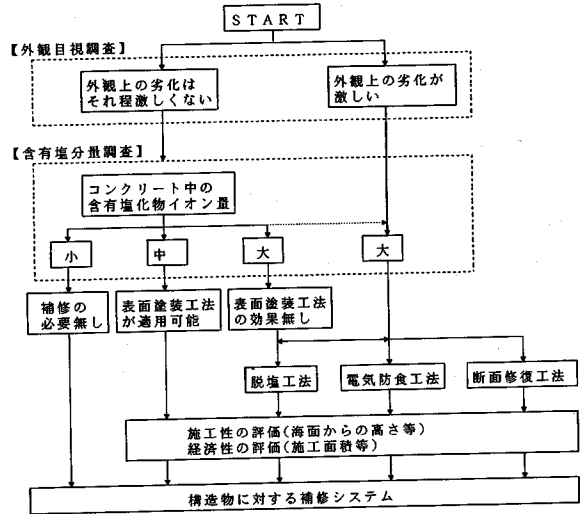 START
【外観目視調査】
外観上の劣化は
それ程激しくない
外観上の劣化が
激しい
【含有塩分量調査】
コンクリート中の
含有塩化物イオン量
小
中
大
大
補修の
必要無し
表面塗装工法
が適用可能
表面塗装工法
の効果無し
脱塩工法
電気防食工法
断面修復工法
施工性の評価(海面からの高さ等)
経済性の評価(施工面積等)
構造物に対する補修システム